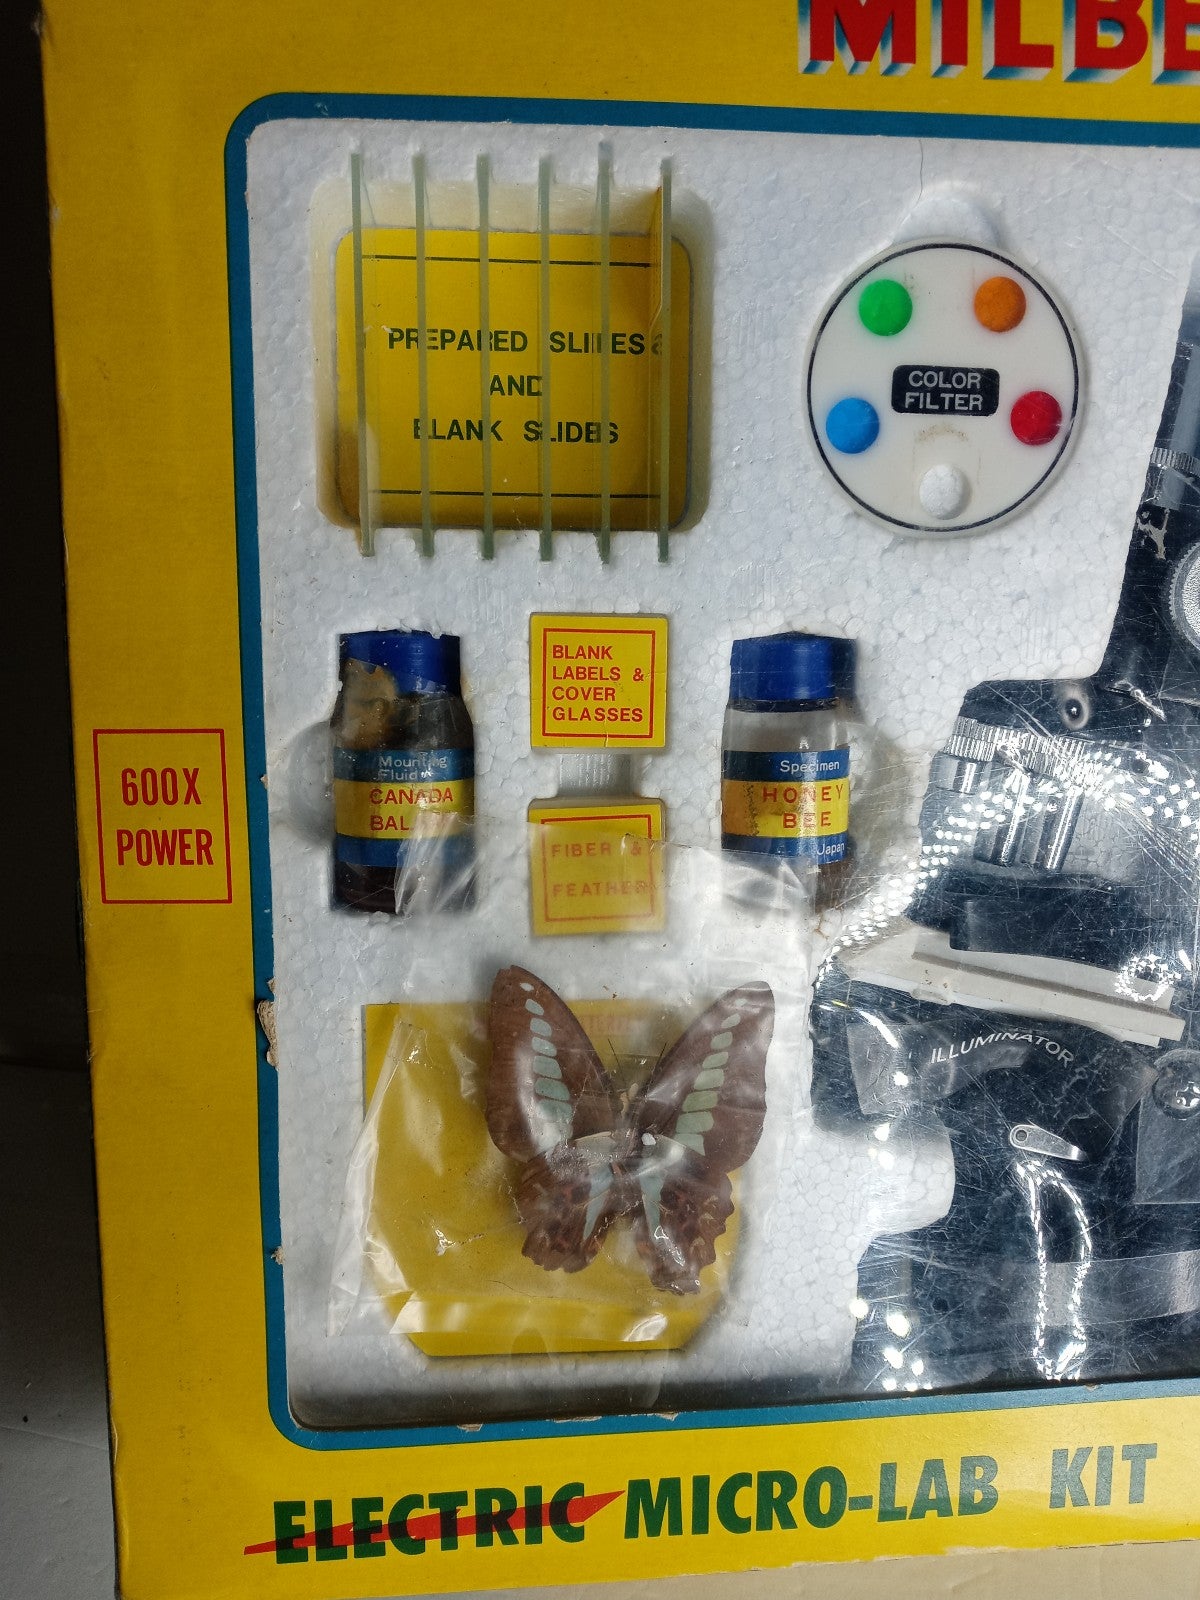 MILBE
PREPARED SLIDES
AND
BLANK SLIDES
COLOR
FILTER
BLANK
LABELS &
COVER
GLASSES
Mounting
Fluid
CANADA
Specimen
HONEY
BEE
Japan
600X
POWER
FIBER &
FEATHER
ILLUMINATOR
ELECTRIC MICRO-LAB KIT